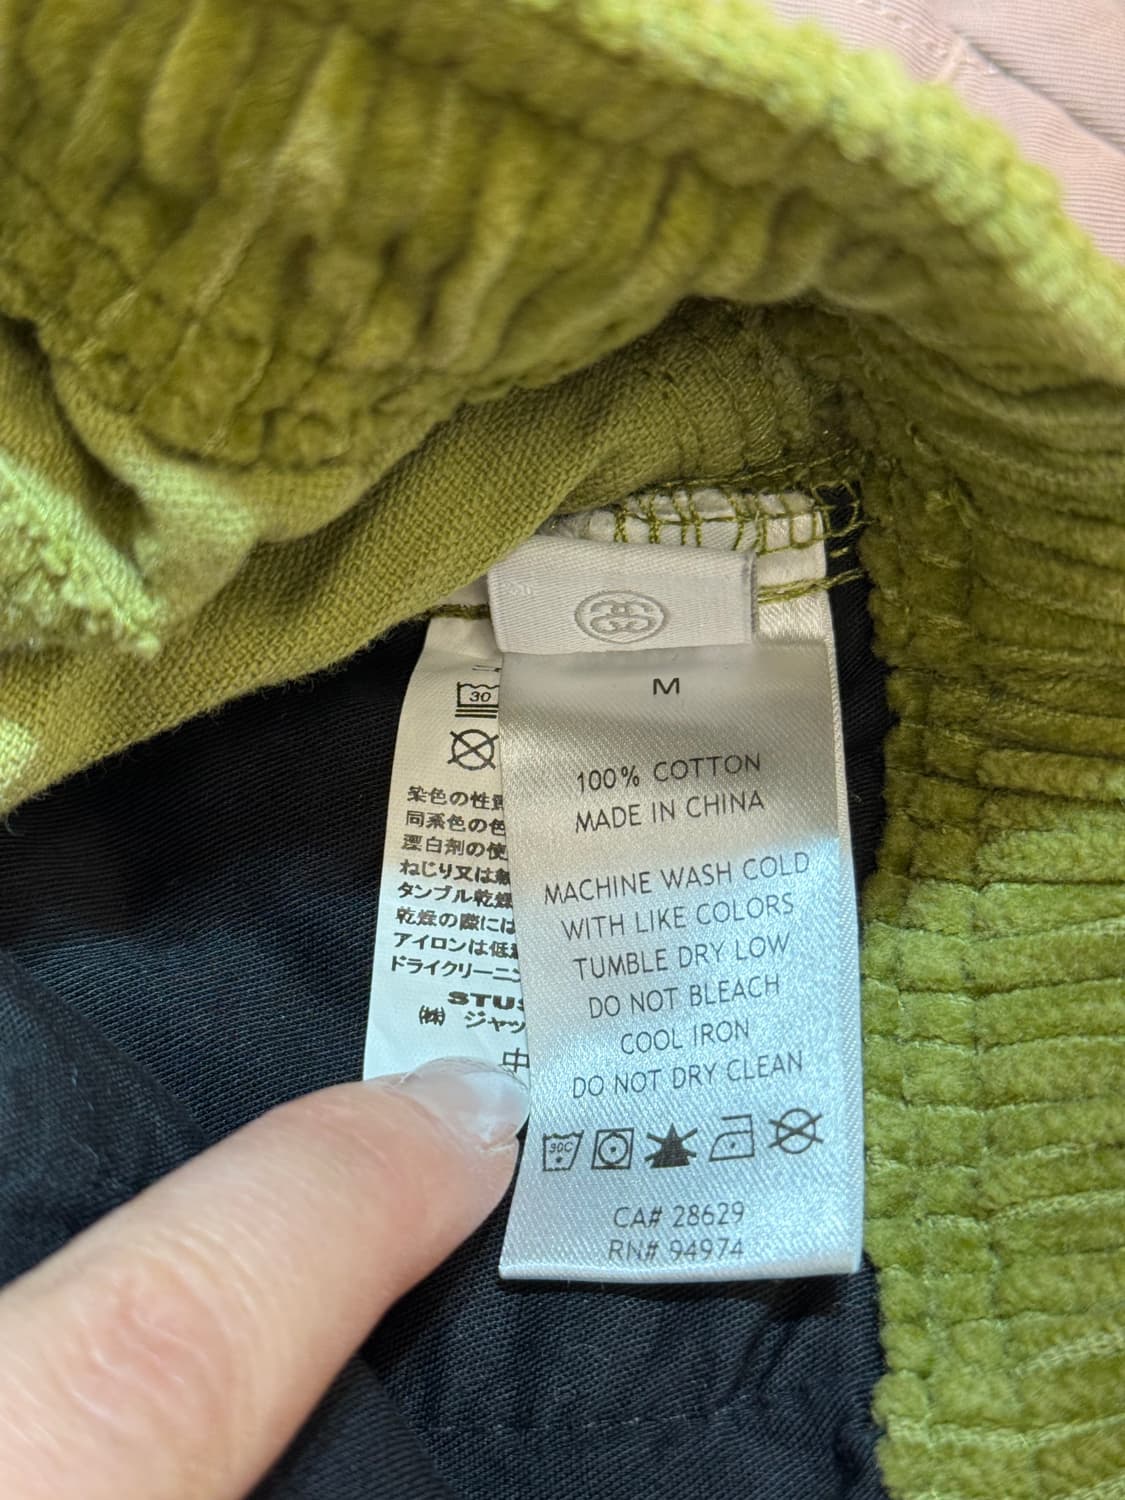 M
100% COTTON
MADE IN CHINA
MACHINE WASH COLD
WITH LIKE COLORS
TUMBLE DRY LOW
DO NOT BLEACH
COOL IRON
DO NOT DRY CLEAN
30C
CA# 28629
RN# 94974
30
染色の性
同系色の色
漂白剤の使
ねじり又は
タンブル乾燥
乾燥の際には
アイロンは低
ドライクリーニ
STUS
㈱ ジャッ
中